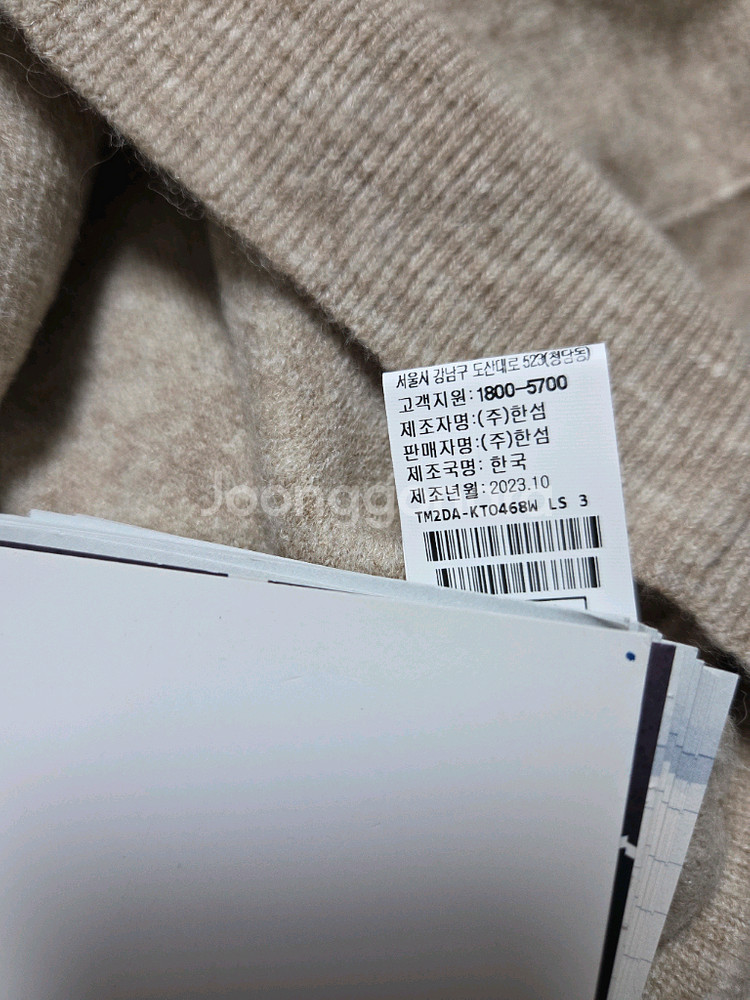 서울시 강남구 도산대로 523(청담동)
고객지원:1800-5700
제조자명:(주)한섬
판매자명:(주)한섬
제조국명: 한국
제조년월:2023.10
TM2DA-KTO468W LS 3